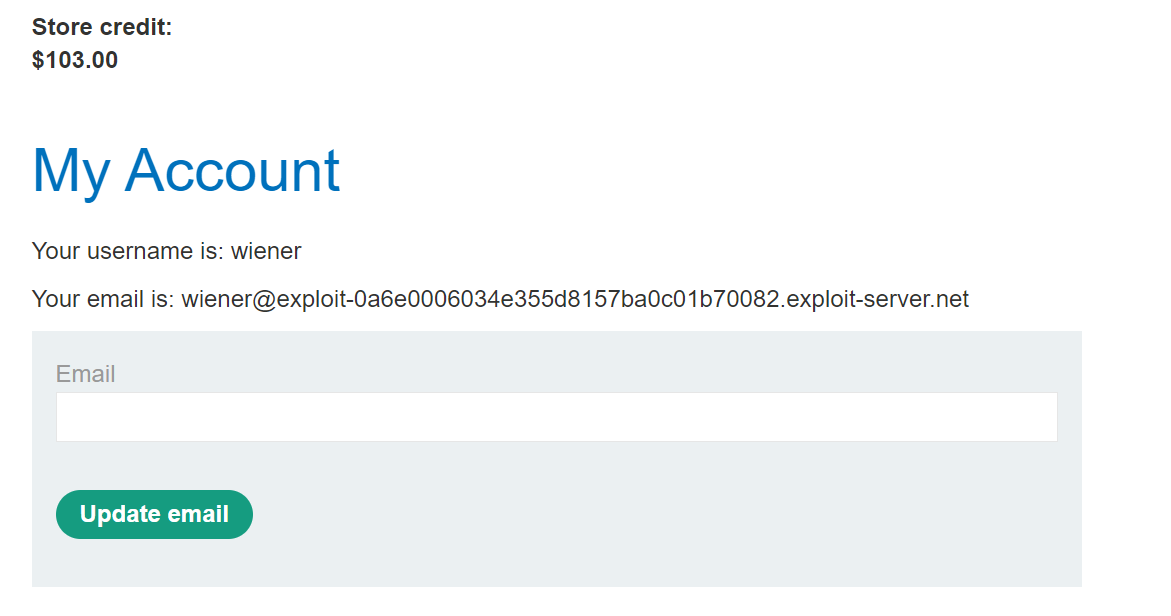 Store credit:
$103.00
My Account
Your username is: wiener
Your email is: wiener@exploit-0a6e0006034e355d8157ba0c01b70082.exploit-server.net
Email
Update email